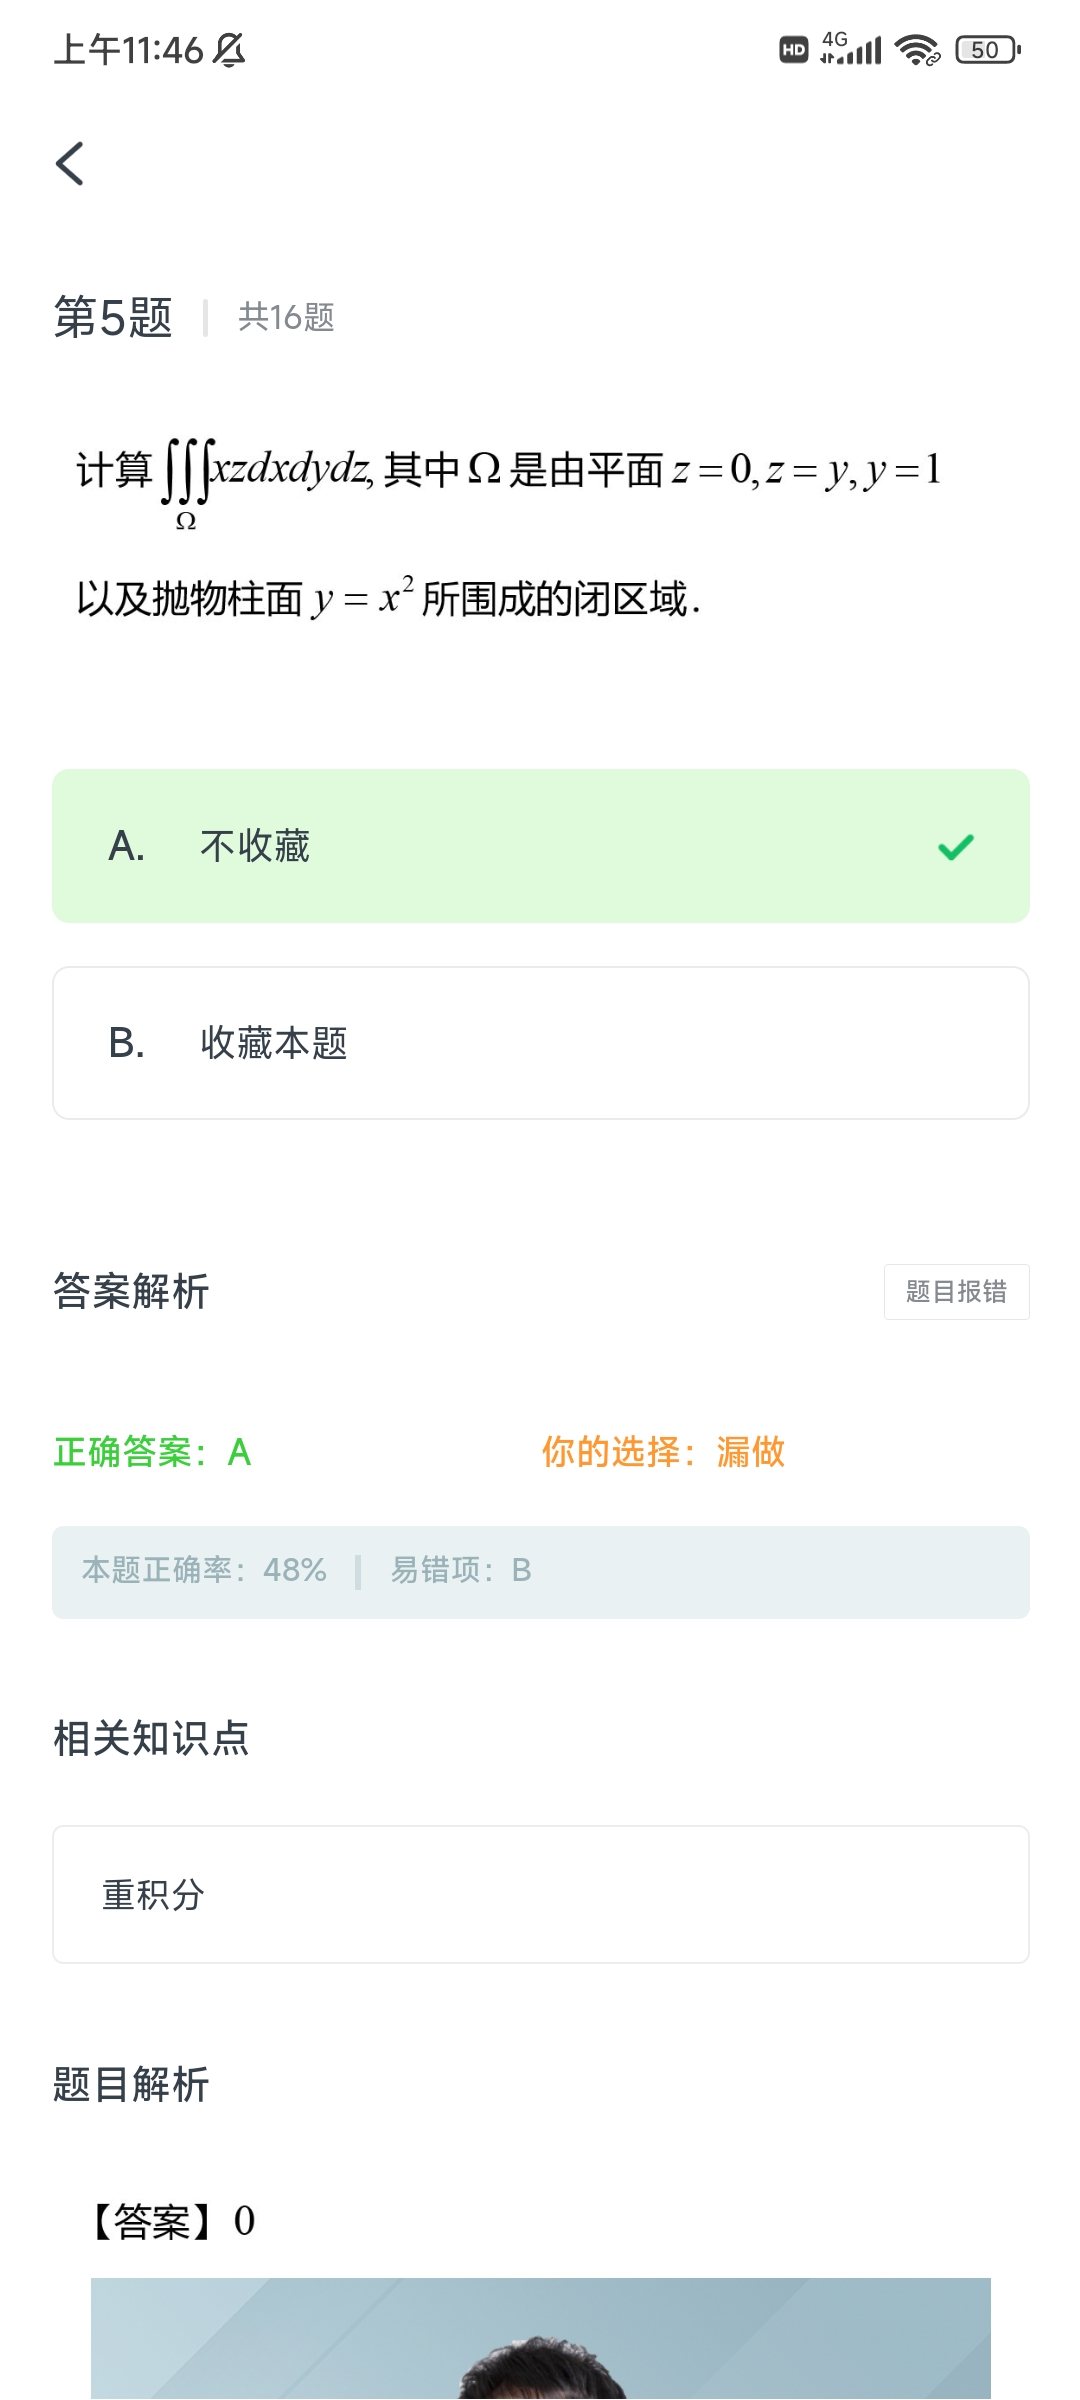 上午11:46 HD 4G 50
第5题 | 共16题
计算∭xzdxdydz, 其中 Ω 是由平面 z = 0, z = y, y = 1
Ω
以及抛物柱面 y = x² 所围成的闭区域.
A. 不收藏
B. 收藏本题
答案解析 题目报错
正确答案：A 你的选择：漏做
本题正确率：48% | 易错项：B
相关知识点
重积分
题目解析
【答案】0